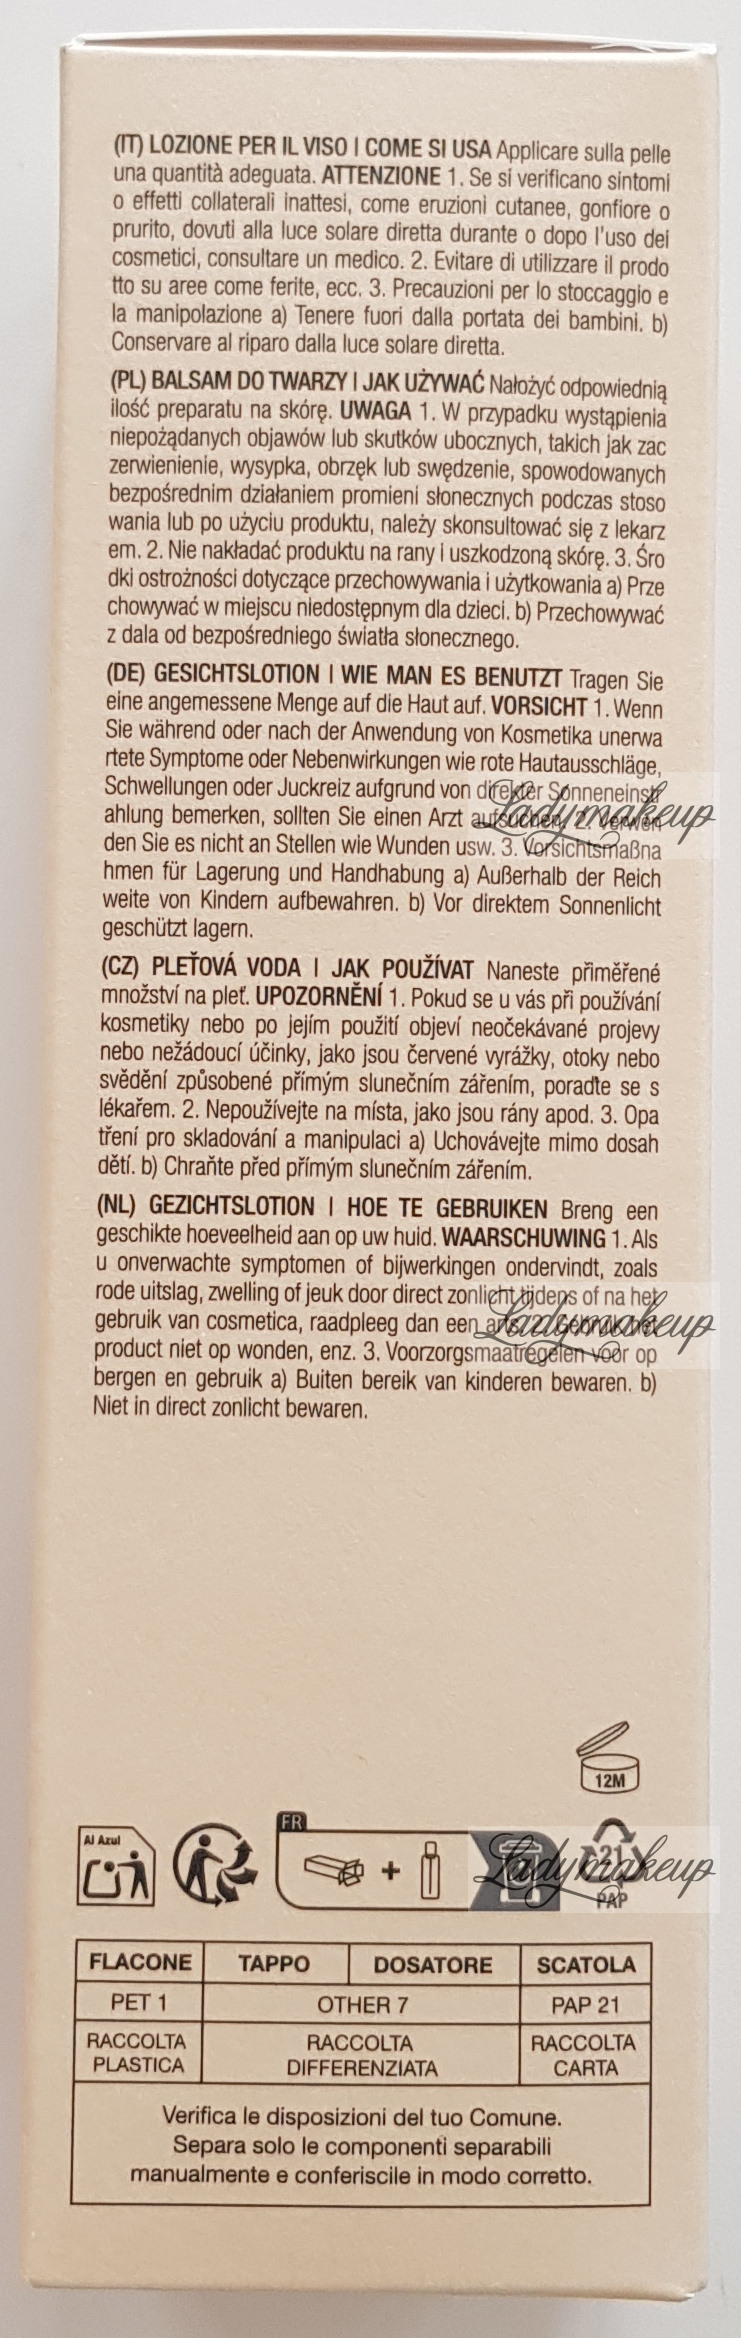 (IT) LOZIONE PER IL VISO | COME SI USA Applicare sulla pelle
una quantità adeguata. ATTENZIONE 1. Se si verificano sintomi
o effetti collaterali inattesi, come eruzioni cutanee, gonfiore o
prurito, dovuti alla luce solare diretta durante o dopo l'uso dei
cosmetici, consultare un medico. 2. Evitare di utilizzare il prodo
tto su aree come ferite, ecc. 3. Precauzioni per lo stoccaggio e
la manipolazione a) Tenere fuori dalla portata dei bambini. b)
Conservare al riparo dalla luce solare diretta.
(PL) BALSAM DO TWARZY | JAK UŻYWAĆ Nałożyć odpowiednią
ilość preparatu na skórę. UWAGA 1. W przypadku wystąpienia
niepożądanych objawów lub skutków ubocznych, takich jak zac
zerwienienie, wysypka, obrzęk lub swędzenie, spowodowanych
bezpośrednim działaniem promieni słonecznych podczas stoso
wania lub po użyciu produktu, należy skonsultować się z lekarz
em. 2. Nie nakładać produktu na rany i uszkodzoną skórę. 3. Śro
dki ostrożności dotyczące przechowywania i użytkowania a) Prze
chowywać w miejscu niedostępnym dla dzieci. b) Przechowywać
z dala od bezpośredniego światła słonecznego.
(DE) GESICHTSLOTION | WIE MAN ES BENUTZT Tragen Sie
eine angemessene Menge auf die Haut auf. VORSICHT 1. Wenn
Sie während oder nach der Anwendung von Kosmetika unerwa
rtete Symptome oder Nebenwirkungen wie rote Hautausschläge,
Schwellungen oder Juckreiz aufgrund von direkter Sonneneinstr
ahlung bemerken, sollten Sie einen Arzt aufsuchen. 2. Verwen
Ladymakeup
den Sie es nicht an Stellen wie Wunden usw. 3. Vorsichtsmaßna
hmen für Lagerung und Handhabung a) Außerhalb der Reich
weite von Kindern aufbewahren. b) Vor direktem Sonnenlicht
geschützt lagern.
(CZ) PLEŤOVÁ VODA | JAK POUŽÍVAT Naneste přiměřené
množství na pleť. UPOZORNĚNÍ 1. Pokud se u vás při používání
kosmetiky nebo po jejím použití objeví neočekávané projevy
nebo nežádoucí účinky, jako jsou červené vyrážky, otoky nebo
svědění způsobené přímým slunečním zářením, poraďte se s
lékařem. 2. Nepoužívejte na místa, jako jsou rány apod. 3. Opa
tření pro skladování a manipulaci a) Uchovávejte mimo dosah
dětí. b) Chraňte před přímým slunečním zářením.
(NL) GEZICHTSLOTION | HOE TE GEBRUIKEN Breng een
geschikte hoeveelheid aan op uw huid. WAARSCHUWING 1. Als
u onverwachte symptomen of bijwerkingen ondervindt, zoals
rode uitslag, zwelling of jeuk door direct zonlicht tijdens of na het
gebruik van cosmetica, raadpleeg dan een arts. 2.
Ladymakeup
product niet op wonden, enz. 3. Voorzorgsmaatregelen voor op
bergen en gebruik a) Buiten bereik van kinderen bewaren. b)
Niet in direct zonlicht bewaren.
12M
Al Azul
FR
+
21
PAP
Ladymakeup
FLACONE TAPPO DOSATORE SCATOLA
PET 1 OTHER 7 PAP 21
RACCOLTA RACCOLTA RACCOLTA
PLASTICA DIFFERENZIATA CARTA
Verifica le disposizioni del tuo Comune.
Separa solo le componenti separabili
manualmente e conferiscile in modo corretto.